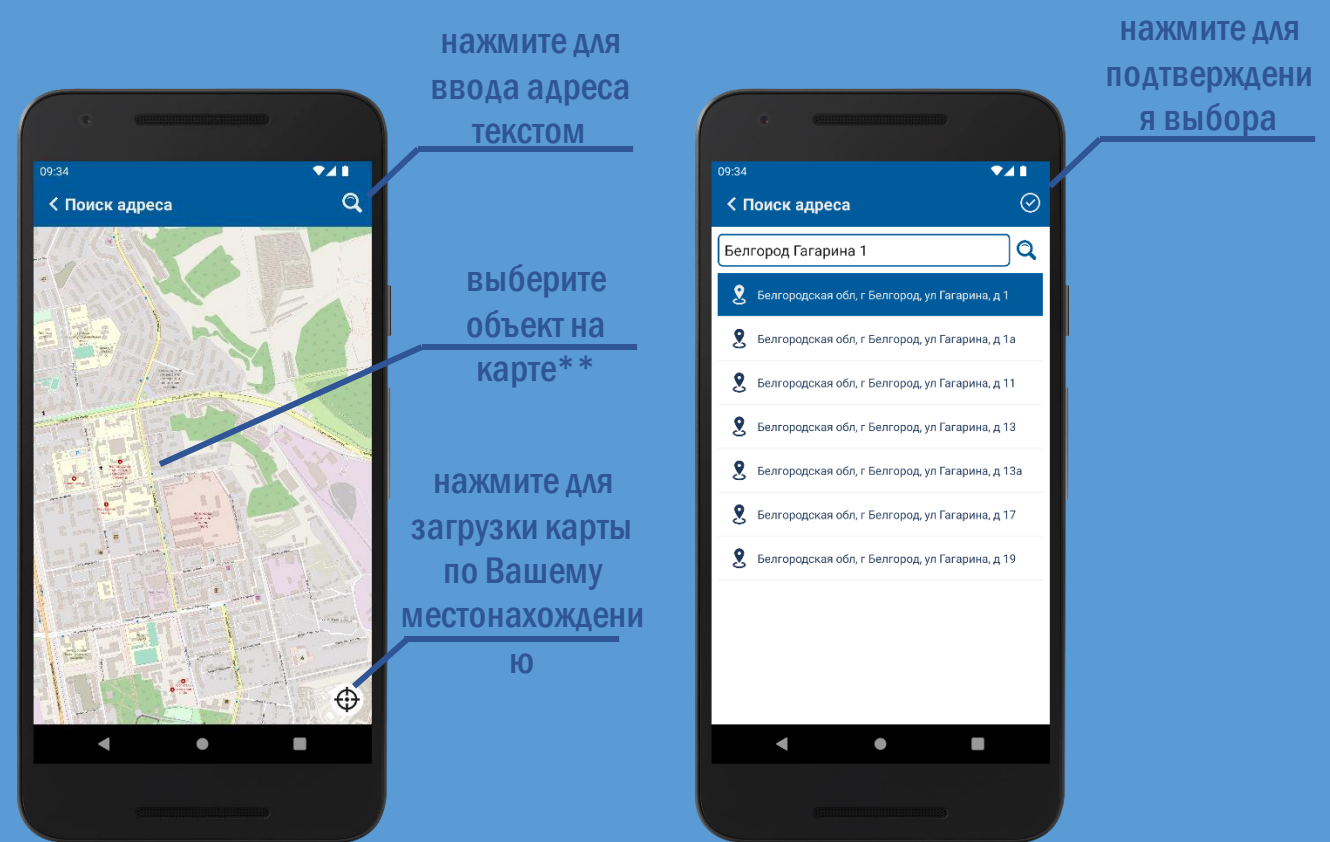 нажмите для
ввода адреса
текстом
09:34
Поиск адреса
выберите
объект на
карте**
нажмите для
загрузки карты
по Вашему
местонахождени
ю
нажмите для
подтверждени
я выбора
09:34
Поиск адреса
Белгород Гагарина 1
Белгородская обл, г Белгород, ул Гагарина, д 1
Белгородская обл, г Белгород, ул Гагарина, д 1а
Белгородская обл, г Белгород, ул Гагарина, д 11
Белгородская обл, г Белгород, ул Гагарина, д 13
Белгородская обл, г Белгород, ул Гагарина, д 13а
Белгородская обл, г Белгород, ул Гагарина, д 17
Белгородская обл, г Белгород, ул Гагарина, д 19